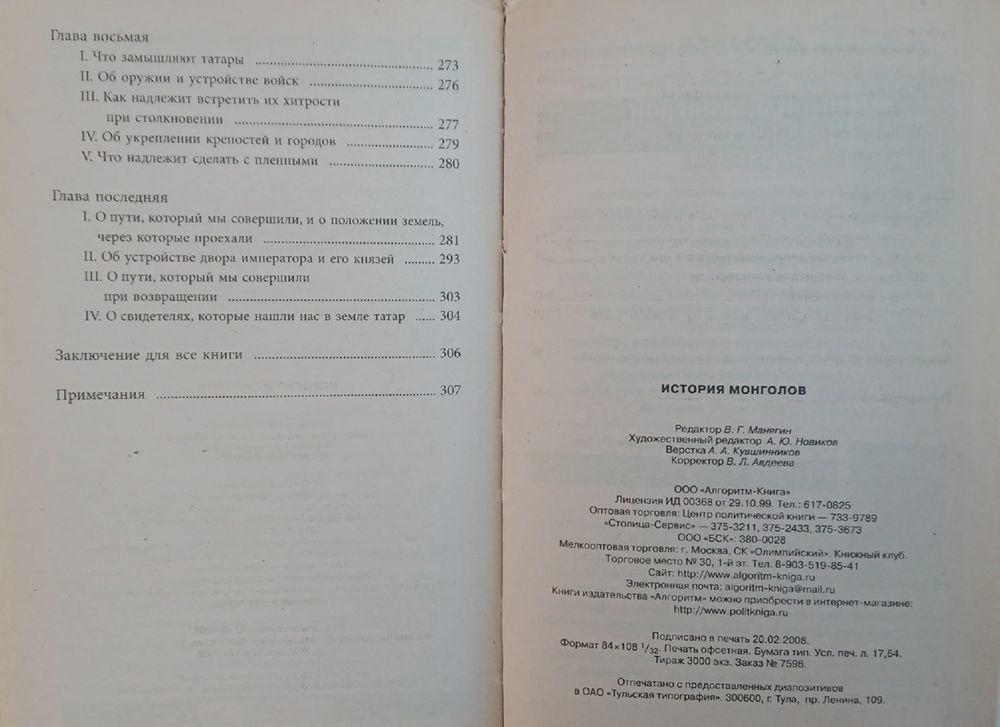 Глава восьмая
I. Что замышляют татары ........ 273
II. Об оружии и устройстве войск ........ 276
III. Как надлежит встретить их хитрости
при столкновении ........ 277
IV. Об укреплении крепостей и городов ........ 279
V. Что надлежит сделать с пленными ........ 280
Глава последняя
I. О пути, который мы совершили, и о положении земель,
через которые проехали ........ 281
II. Об устройстве двора императора и его князей ........ 293
III. О пути, который мы совершили
при возвращении ........ 303
IV. О свидетелях, которые нашли нас в земле татар ...... 304
Заключение для все книги ........ 306
Примечания ........ 307
ИСТОРИЯ МОНГОЛОВ
Редактор В. Г. Манягин
Художественный редактор А. Ю. Новиков
Верстка А. А. Кувшинников
Корректор В. Л. Авдеева
ООО «Алгоритм-Книга»
Лицензия ИД 00368 от 29.10.99. Тел.: 617-0825
Оптовая торговля: Центр политической книги — 733-9789
«Столица-Сервис» — 375-3211, 375-2433, 375-3673
ООО «БСК»: 380-0028
Мелкооптовая торговля: г. Москва, СК «Олимпийский». Книжный клуб.
Торговое место № 30, 1-й эт. Тел. 8-903-519-85-41
Сайт: http://www.algoritm-kniga.ru
Электронная почта: algoritm-kniga@mail.ru
Книги издательства «Алгоритм» можно приобрести в интернет-магазине:
http://www.politkniga.ru
Подписано в печать 20.02.2008.
Формат 84×108 1/32. Печать офсетная. Бумага тип. Усл. печ. л. 17,64.
Тираж 3000 экз. Заказ № 7596.
Отпечатано с предоставленных диапозитивов
в ОАО «Тульская типография». 300600, г. Тула, пр. Ленина, 109.